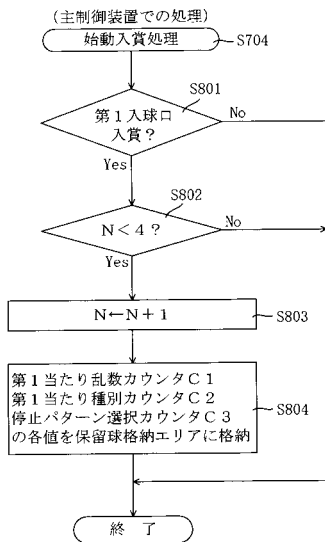 (主制御装置での処理)
始動入賞処理
S704
S801
第1入球口
入賞?
No
Yes
S802
N<4?
No
Yes
N←N+1
S803
第1当たり乱数カウンタC1
第1当たり種別カウンタC2
停止パターン選択カウンタC3
の各値を保留球格納エリアに格納
S804
終 了